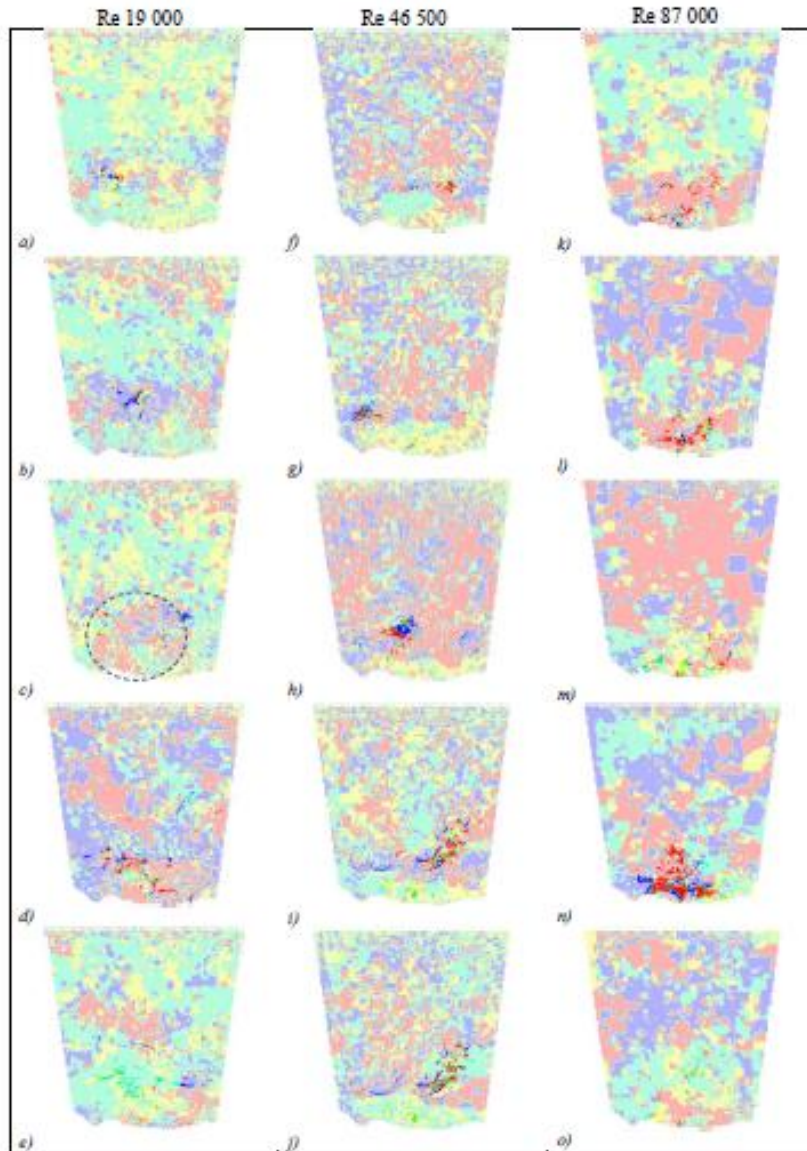 Re 19 000 Re 46 500 Re 87 000
a) f) k)
b) g) l)
c) h) m)
d) i) n)
e) j) o)